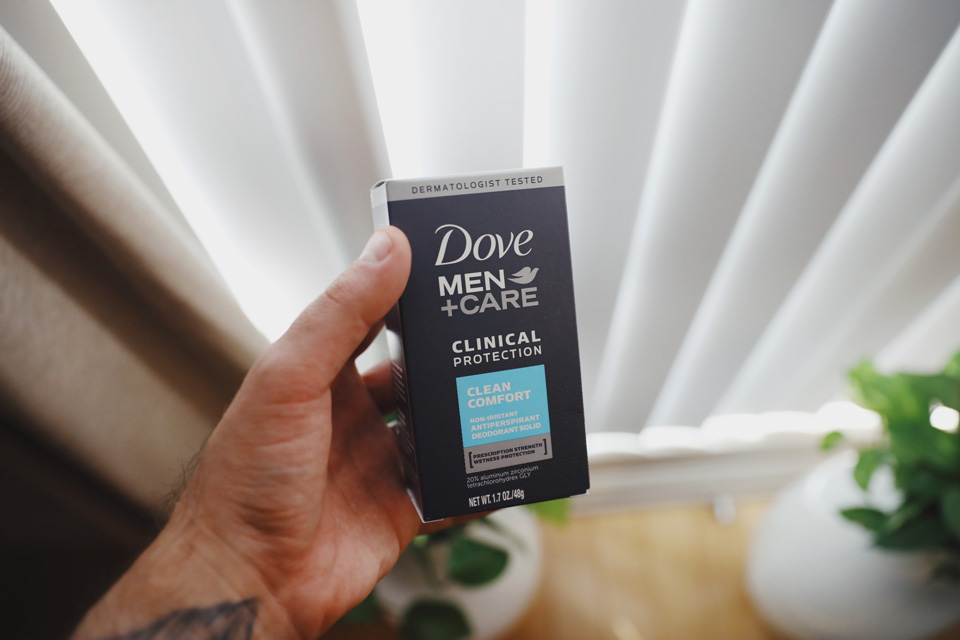 DERMATOLOGIST TESTED
Dove
MEN
+CARE
CLINICAL
PROTECTION
CLEAN
COMFORT
NON-IRRITANT
ANTIPERSPIRANT
DEODORANT SOLID
[PRESCRIPTION STRENGTH
WETNESS PROTECTION]
20% aluminum zirconium
tetrachlorohydrex GLY
NET WT. 1.7 OZ./48g